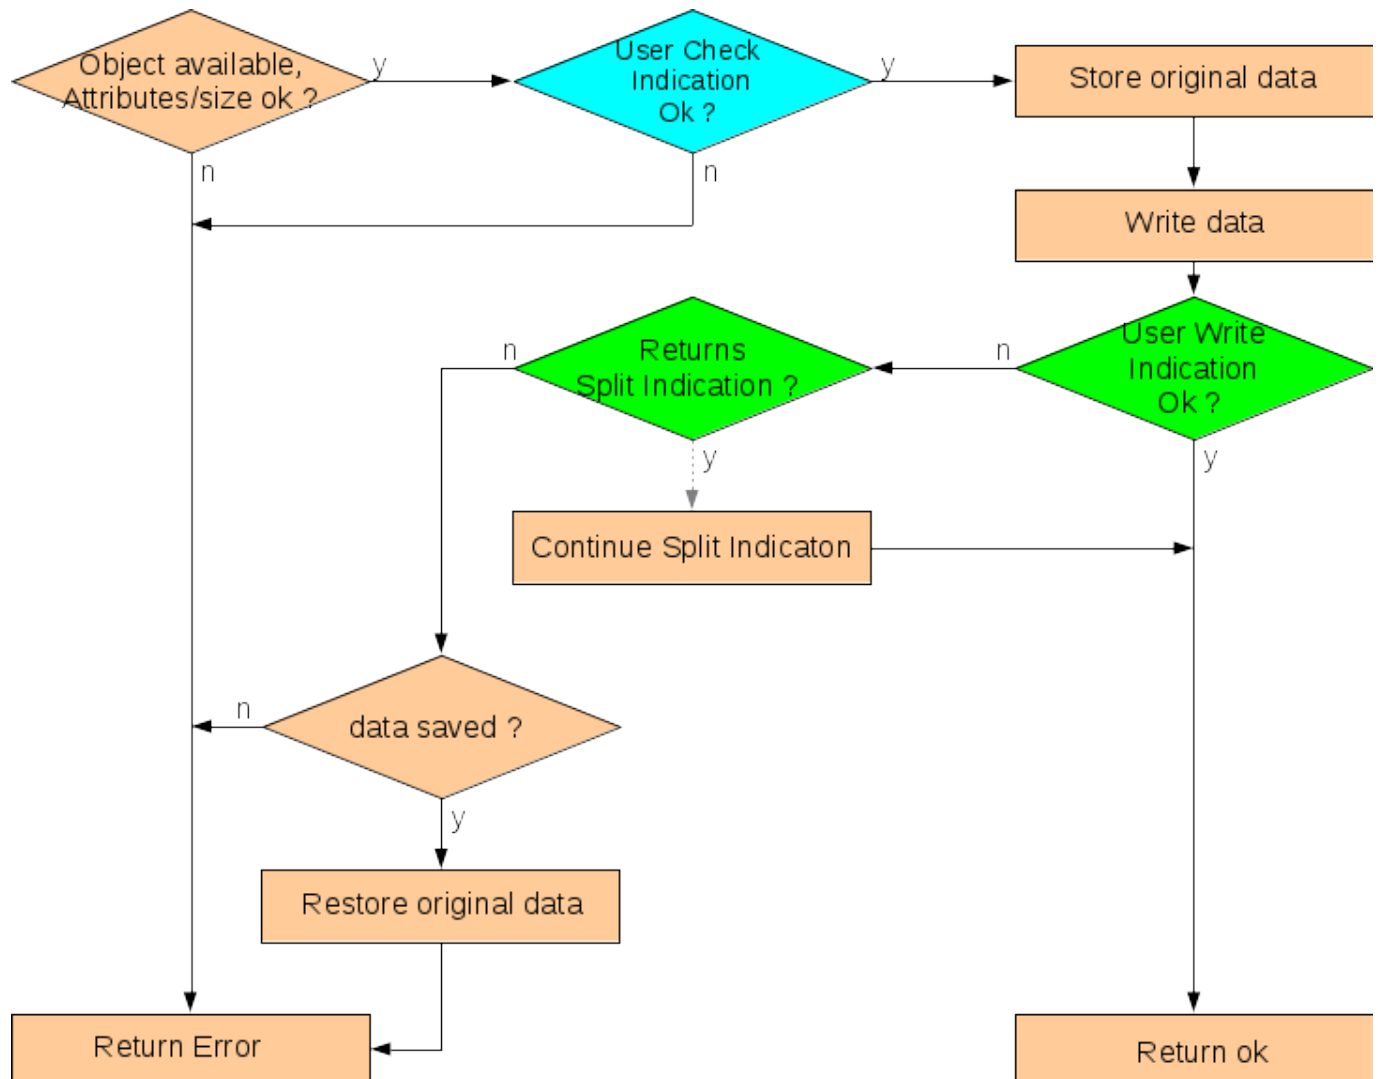 Object available,
Attributes/size ok ?
y
User Check
Indication
Ok ?
y
Store original data
n
n
Write data
n
Returns
Split Indication ?
n
User Write
Indication
Ok ?
y
y
Continue Split Indicaton
n
data saved ?
y
Restore original data
Return Error
Return ok